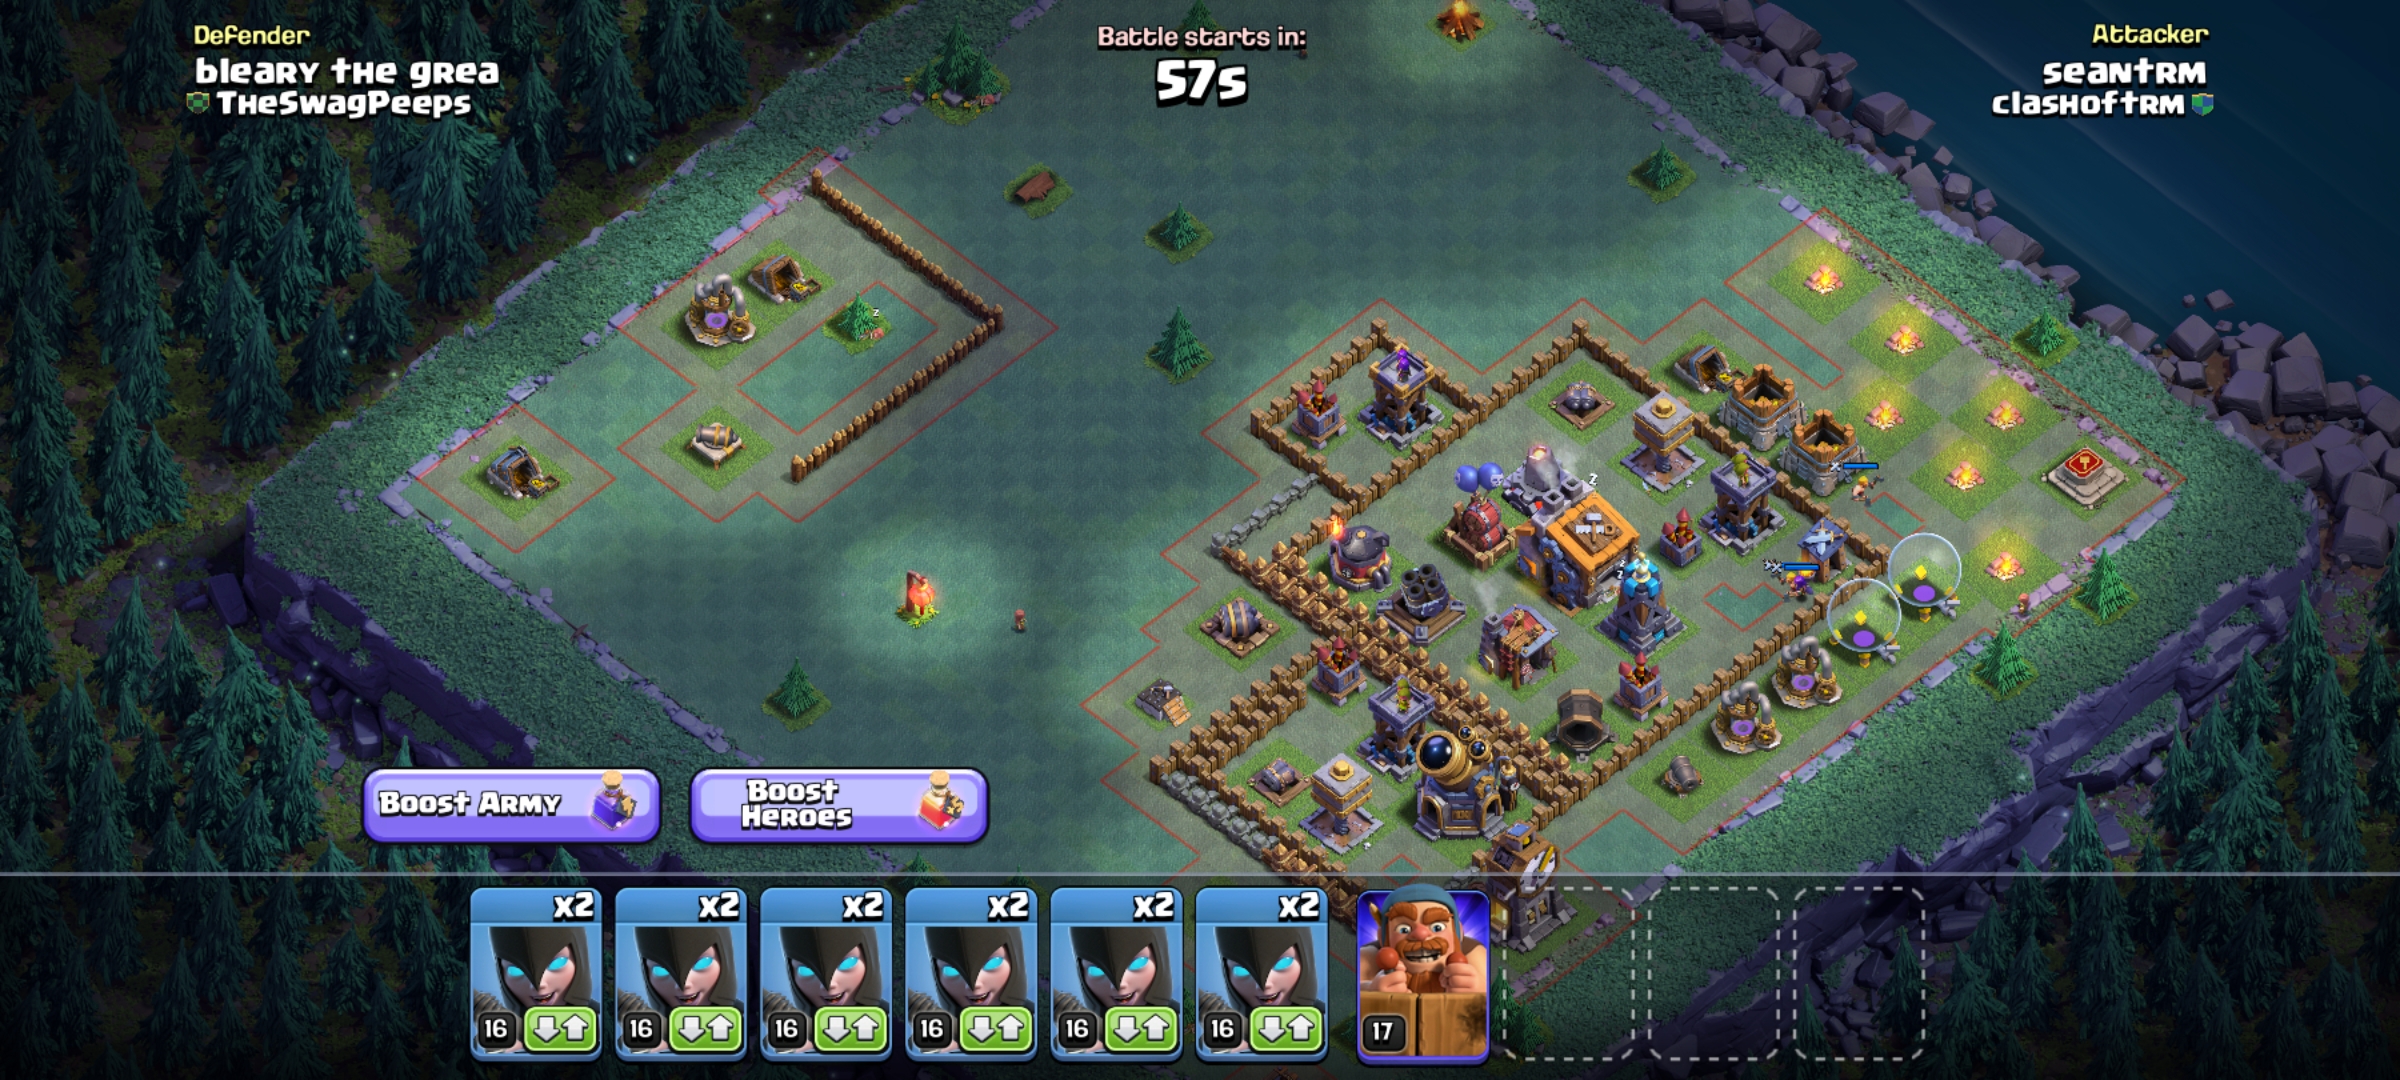 Defender
bleary the grea
TheSwagPeeps
Battle starts in:
57s
Attacker
seantrm
clashoftrm
Boost Army
Boost
Heroes
x2
x2
x2
x2
x2
x2
16
16
16
16
16
16
17